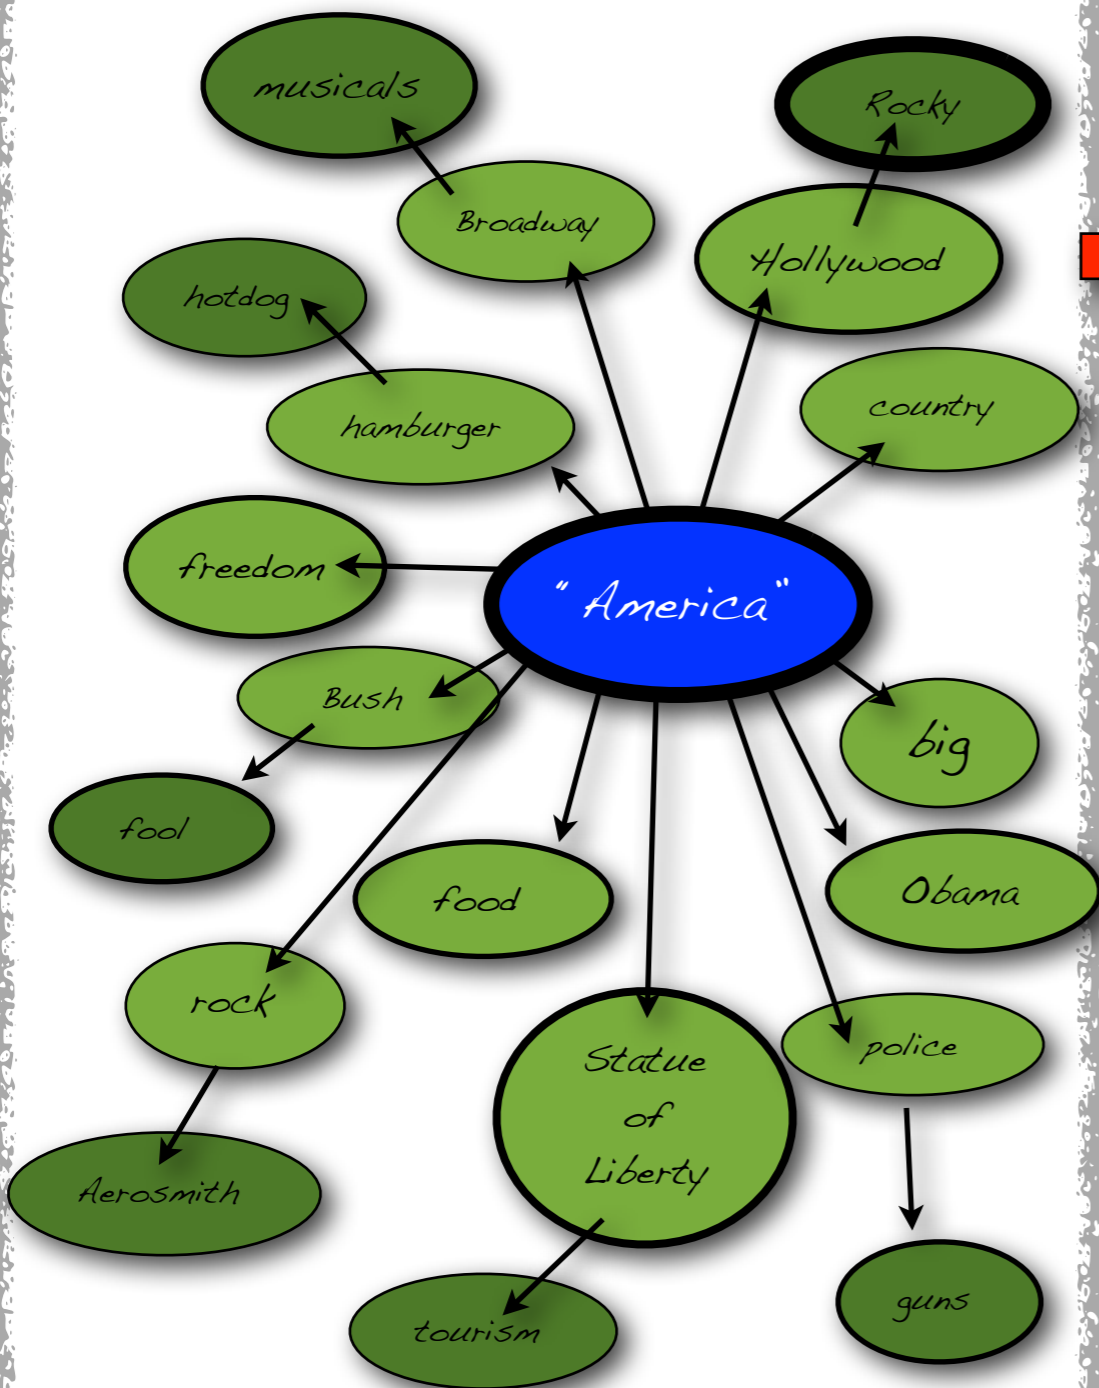 musicals
Rocky
Broadway
Hollywood
hotdog
country
hamburger
freedom
"America"
Bush
big
fool
food
Obama
rock
police
Statue
of
Liberty
Aerosmith
guns
tourism